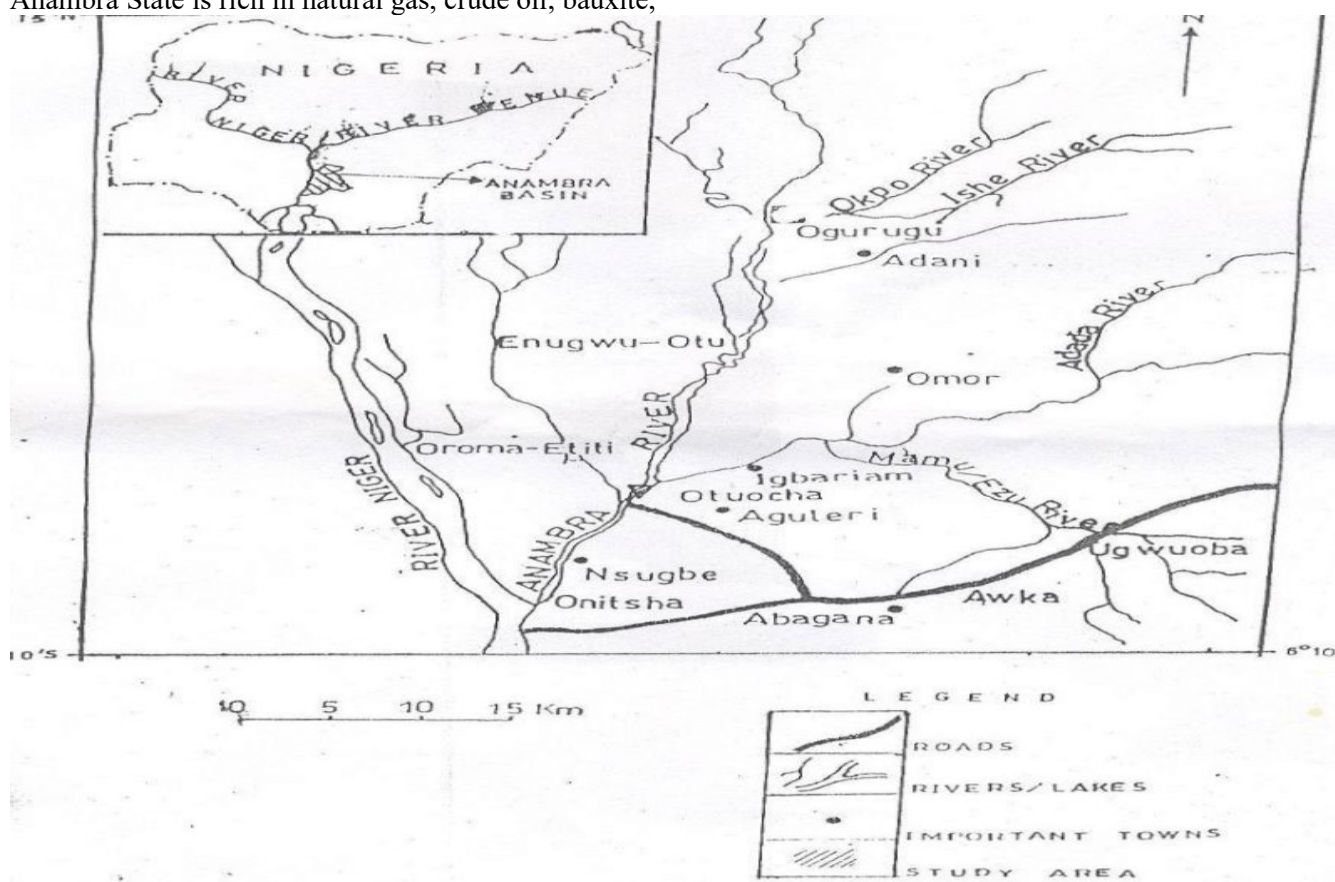 Anambra State is rich in natural gas, crude oil, bauxite,
15 N
N
NIGERIA
RIVER
NIGER
RIVER
BENUE
ANAMBRA
BASIN
Okpo River
Ishe River
Ogurugu
Adani
Adada River
Enugwu-Otu
Omor
RIVER
Oroma-Etiti
Mamu/Ezu River
Igbariam
Otuocha
Aguleri
RIVER NIGER
ANAMBRA
Ugwuoba
Nsugbe
Onitsha
Awka
Abagana
10'S
6°10
10 5 10 15 Km
LEGEND
ROADS
RIVERS/LAKES
IMPORTANT TOWNS
STUDY AREA